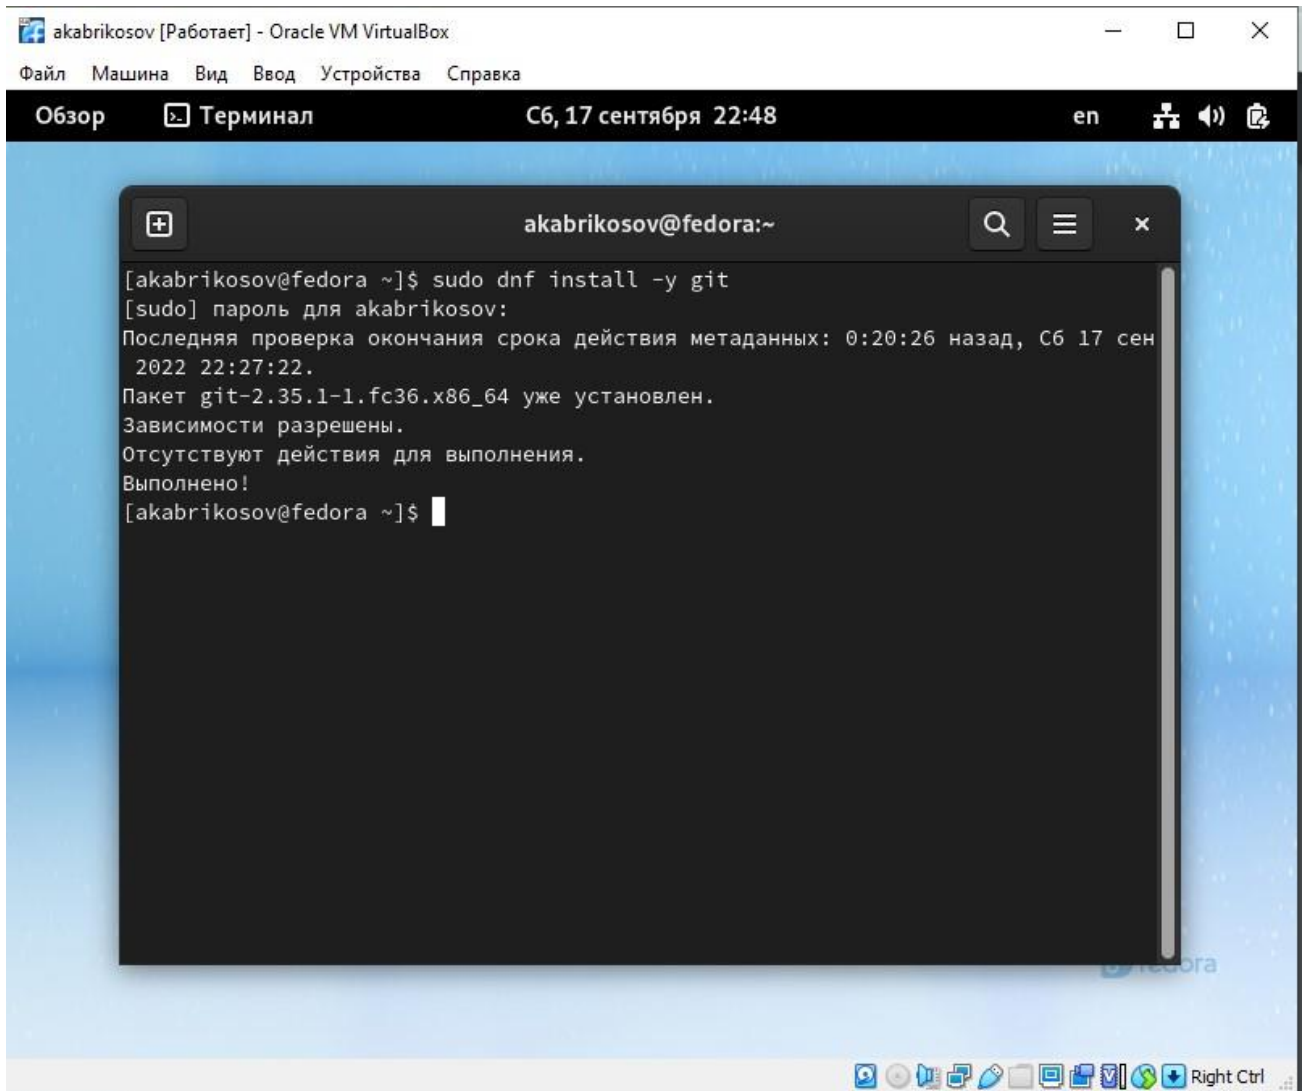 akabrikosov [Работает] - Oracle VM VirtualBox
Файл Машина Вид Ввод Устройства Справка
Обзор Терминал Сб, 17 сентября 22:48 en
akabrikosov@fedora:~
[akabrikosov@fedora ~]$ sudo dnf install -y git
[sudo] пароль для akabrikosov:
Последняя проверка окончания срока действия метаданных: 0:20:26 назад, Сб 17 сен
2022 22:27:22.
Пакет git-2.35.1-1.fc36.x86_64 уже установлен.
Зависимости разрешены.
Отсутствуют действия для выполнения.
Выполнено!
[akabrikosov@fedora ~]$
fedora
Right Ctrl